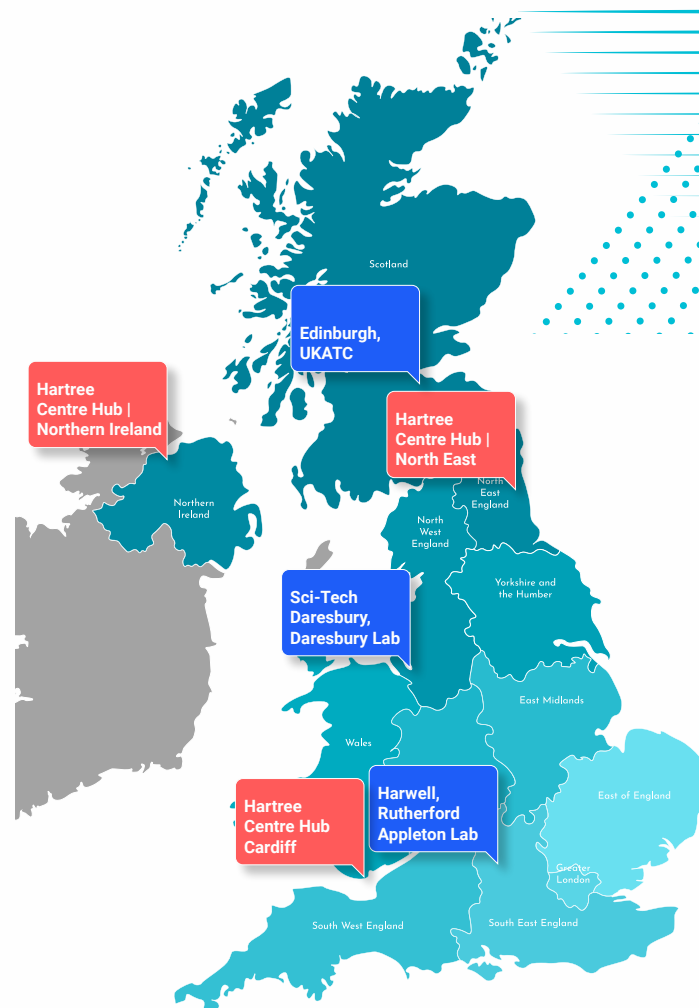 Scotland
Edinburgh,
UKATC
Hartree
Centre Hub |
Northern Ireland
Hartree
Centre Hub |
North East
Northern
Ireland
North
East
England
North
West
England
Yorkshire and
the Humber
Sci-Tech
Daresbury,
Daresbury Lab
East Midlands
Wales
East of England
Hartree
Centre Hub
Cardiff
Harwell,
Rutherford
Appleton Lab
Greater
London
South West England
South East England